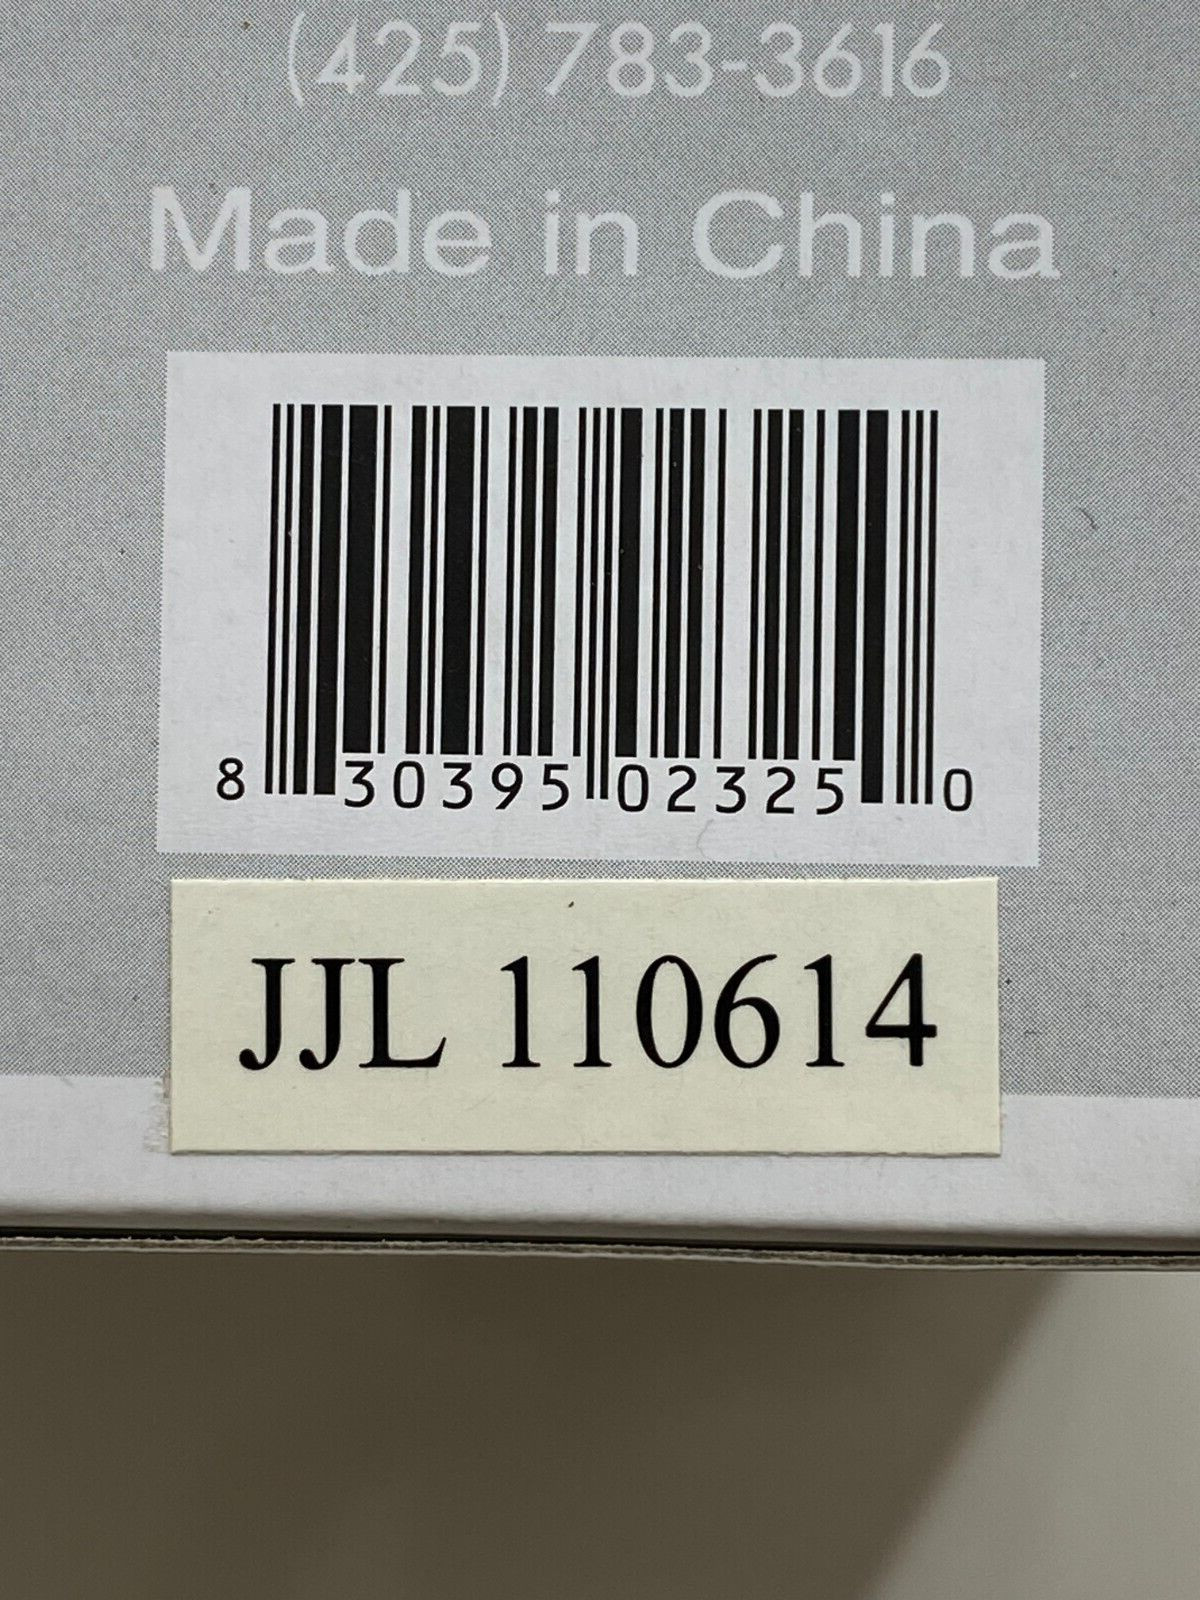 (425) 783-3616
Made in China
8 30395 02325 0
JJL 110614